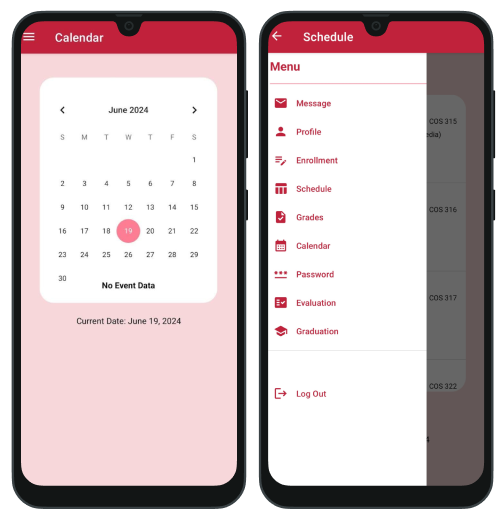 Calendar
June 2024
S M T W T F S
1
2 3 4 5 6 7 8
9 10 11 12 13 14 15
16 17 18 19 20 21 22
23 24 25 26 27 28 29
30
No Event Data
Current Date: June 19, 2024
Schedule
Menu
Message
Profile
Enrollment
Schedule
Grades
Calendar
Password
Evaluation
Graduation
Log Out
COS 315
edia)
COS 316
COS 317
COS 322